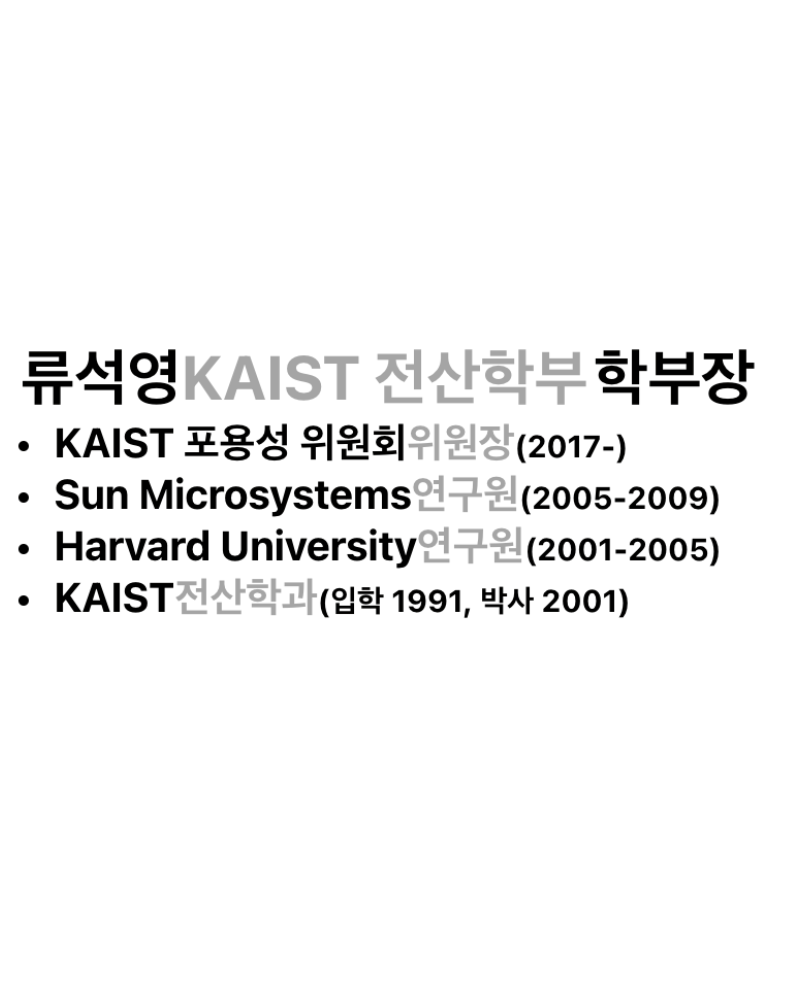 류석영KAIST 전산학부 학부장
• KAIST 포용성 위원회위원장(2017-)
• Sun Microsystems연구원(2005-2009)
• Harvard University연구원(2001-2005)
• KAIST전산학과(입학 1991, 박사 2001)